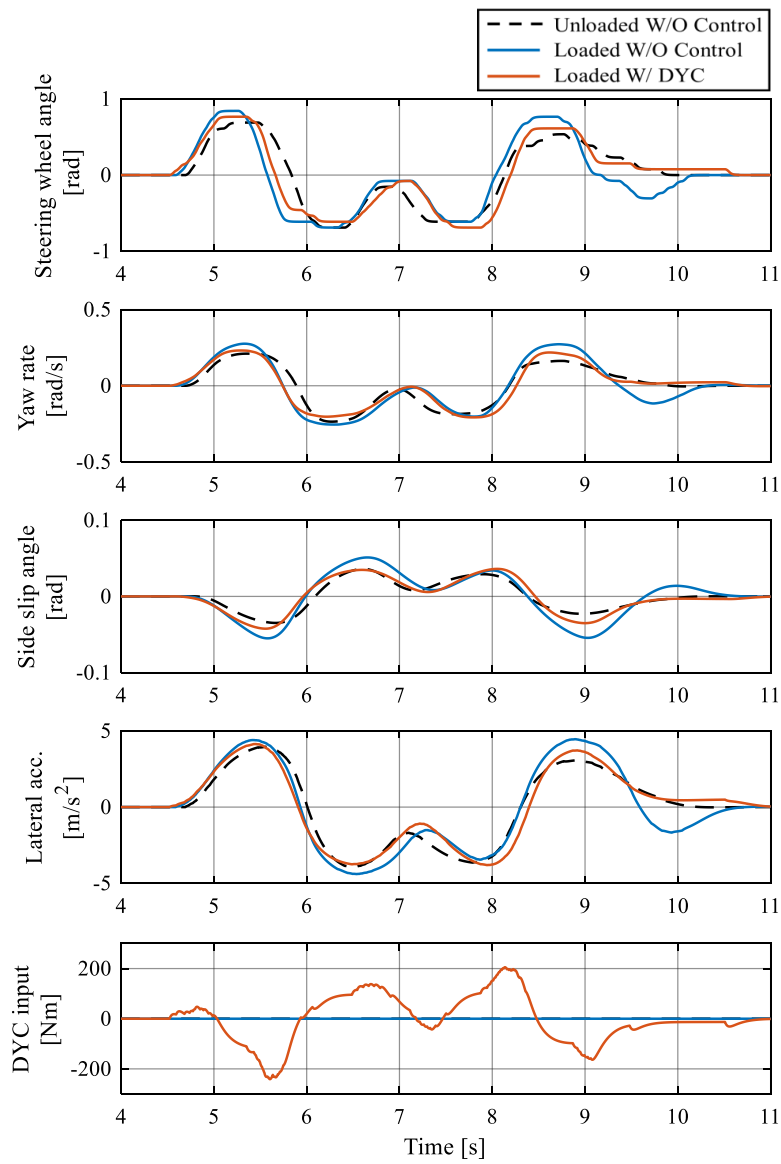 Unloaded W/O Control
Loaded W/O Control
Loaded W/ DYC
Steering wheel angle
[rad]
1
0
-1
4 5 6 7 8 9 10 11
Yaw rate
[rad/s]
0.5
0
-0.5
4 5 6 7 8 9 10 11
Side slip angle
[rad]
0.1
0
-0.1
4 5 6 7 8 9 10 11
Lateral acc.
[m/s²]
5
0
-5
4 5 6 7 8 9 10 11
DYC input
[Nm]
200
0
-200
4 5 6 7 8 9 10 11
Time [s]